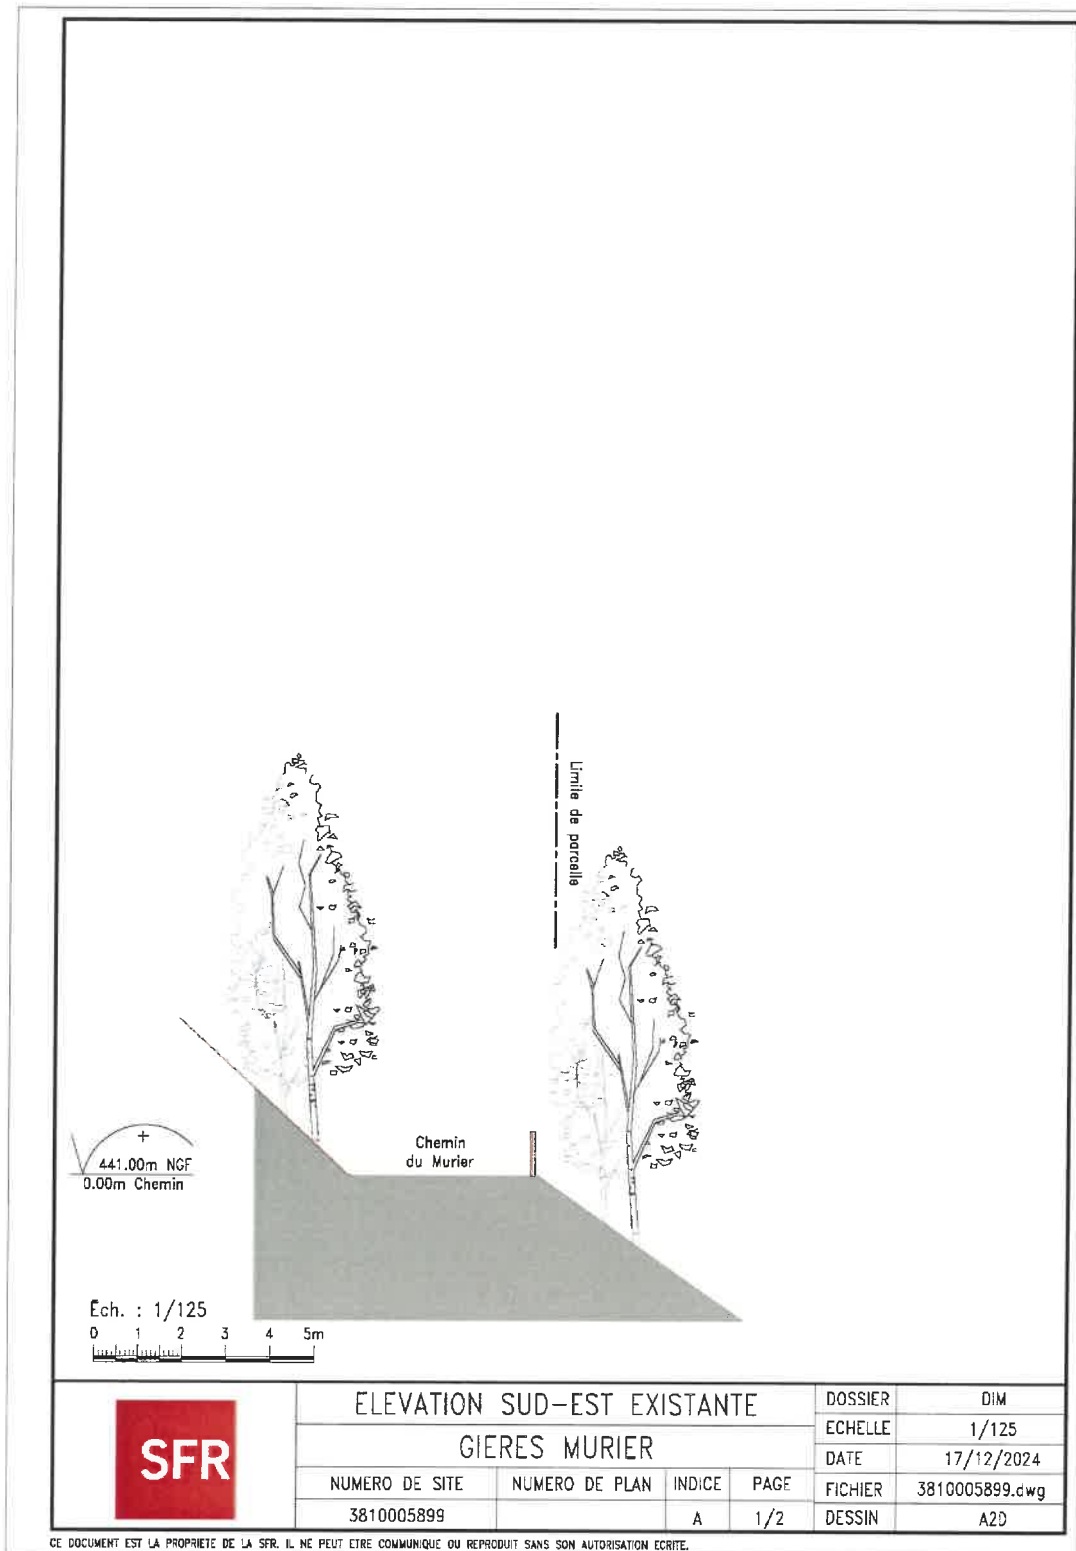 Limite de parcelle
Chemin
du Murier
441.00m NGF
0.00m Chemin
Ech. : 1/125
0 1 2 3 4 5m
SFR
ELEVATION SUD-EST EXISTANTE
GIERES MURIER
NUMERO DE SITE NUMERO DE PLAN INDICE PAGE
3810005899 A 1/2
DOSSIER DIM
ECHELLE 1/125
DATE 17/12/2024
FICHIER 3810005899.dwg
DESSIN A2D
CE DOCUMENT EST LA PROPRIETE DE LA SFR. IL NE PEUT ETRE COMMUNIQUE OU REPRODUIT SANS SON AUTORISATION ECRITE.